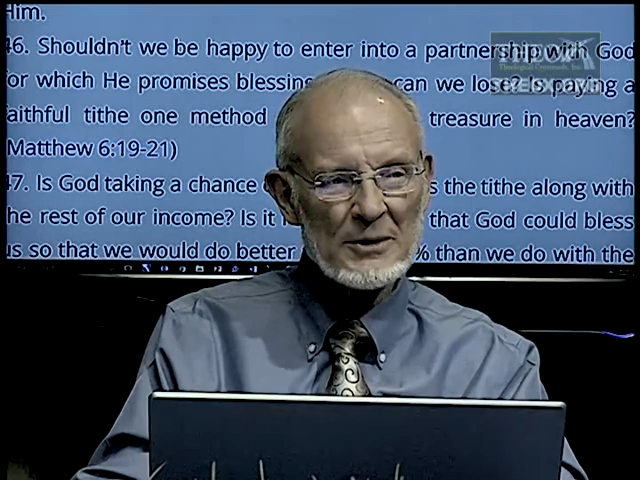 Him.
46. Shouldn't we be happy to enter into a partnership with God
for which He promises blessing can we lose? Is paying a
faithful tithe one method treasure in heaven?
(Matthew 6:19-21)
47. Is God taking a chance s the tithe along with
the rest of our income? Is it that God could bless
us so that we would do better % than we do with the